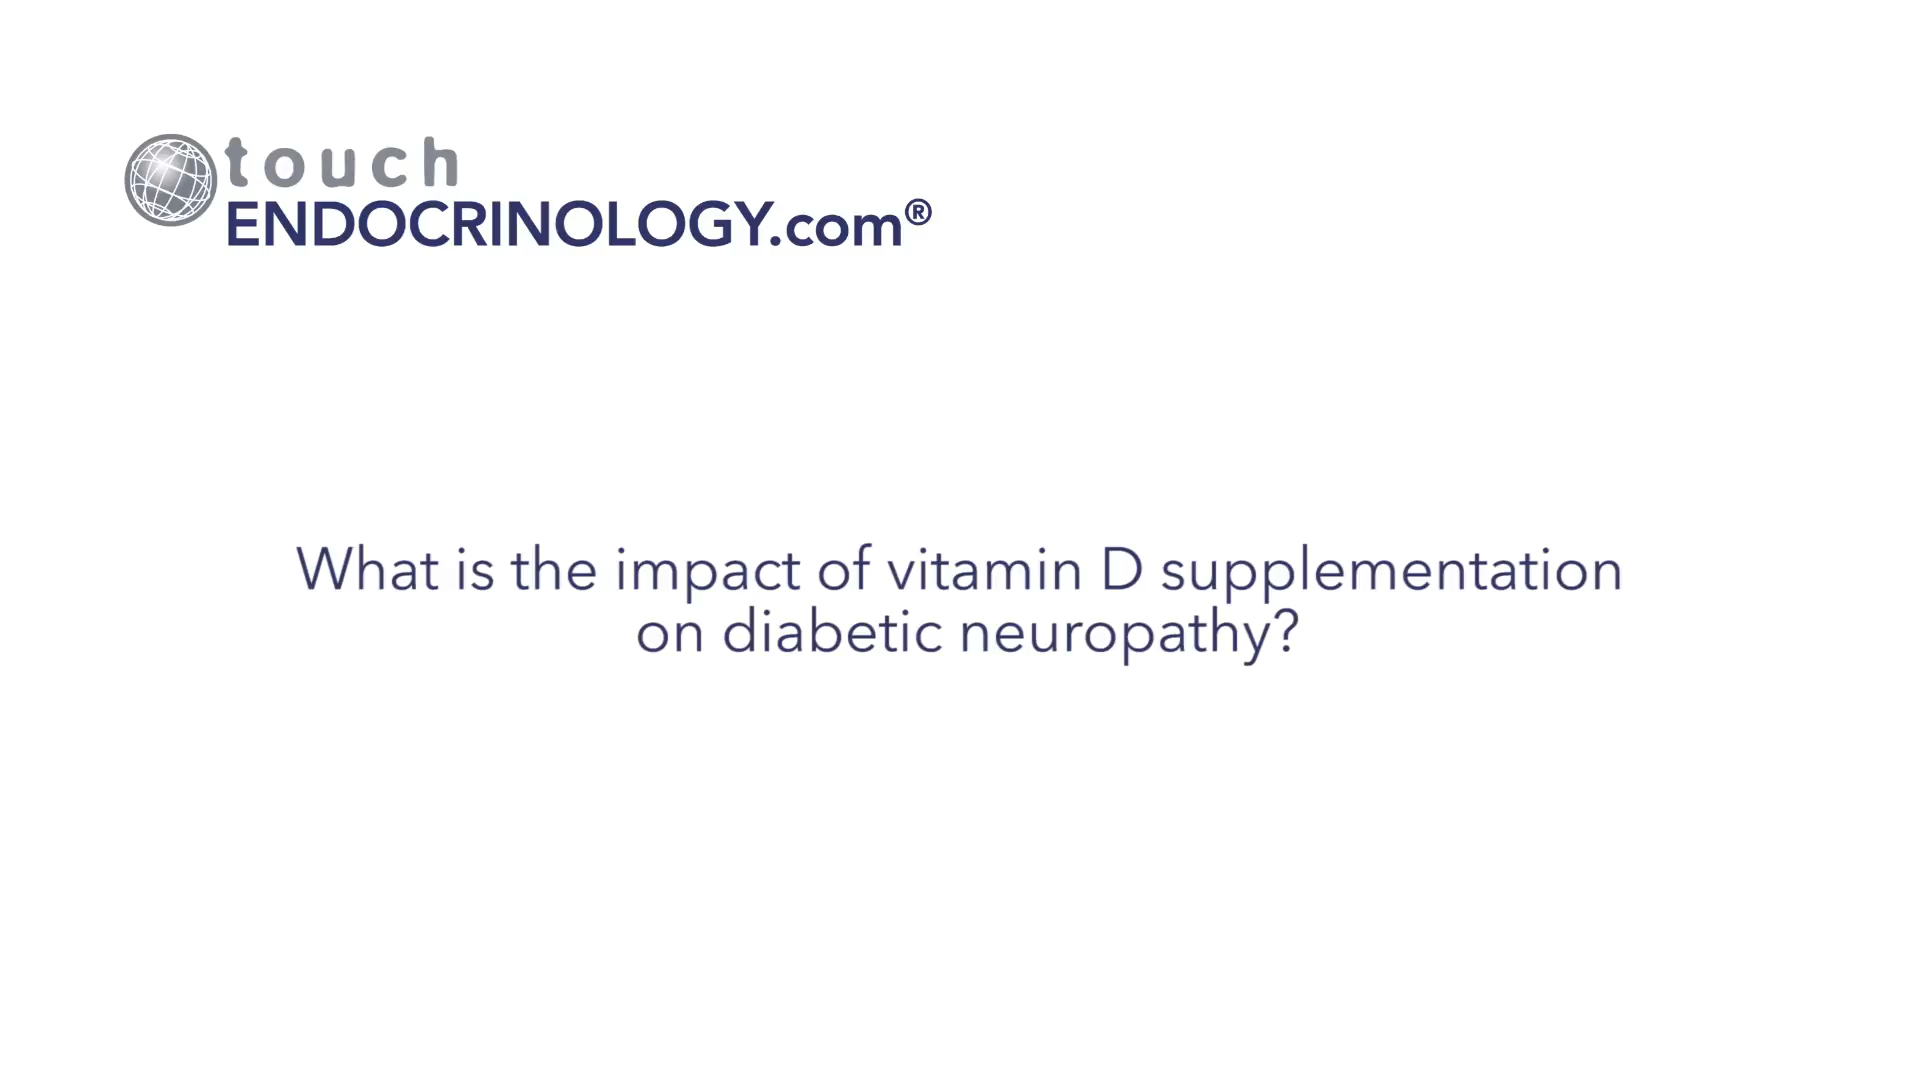 touch
ENDOCRINOLOGY.com®
What is the impact of vitamin D supplementation
on diabetic neuropathy?